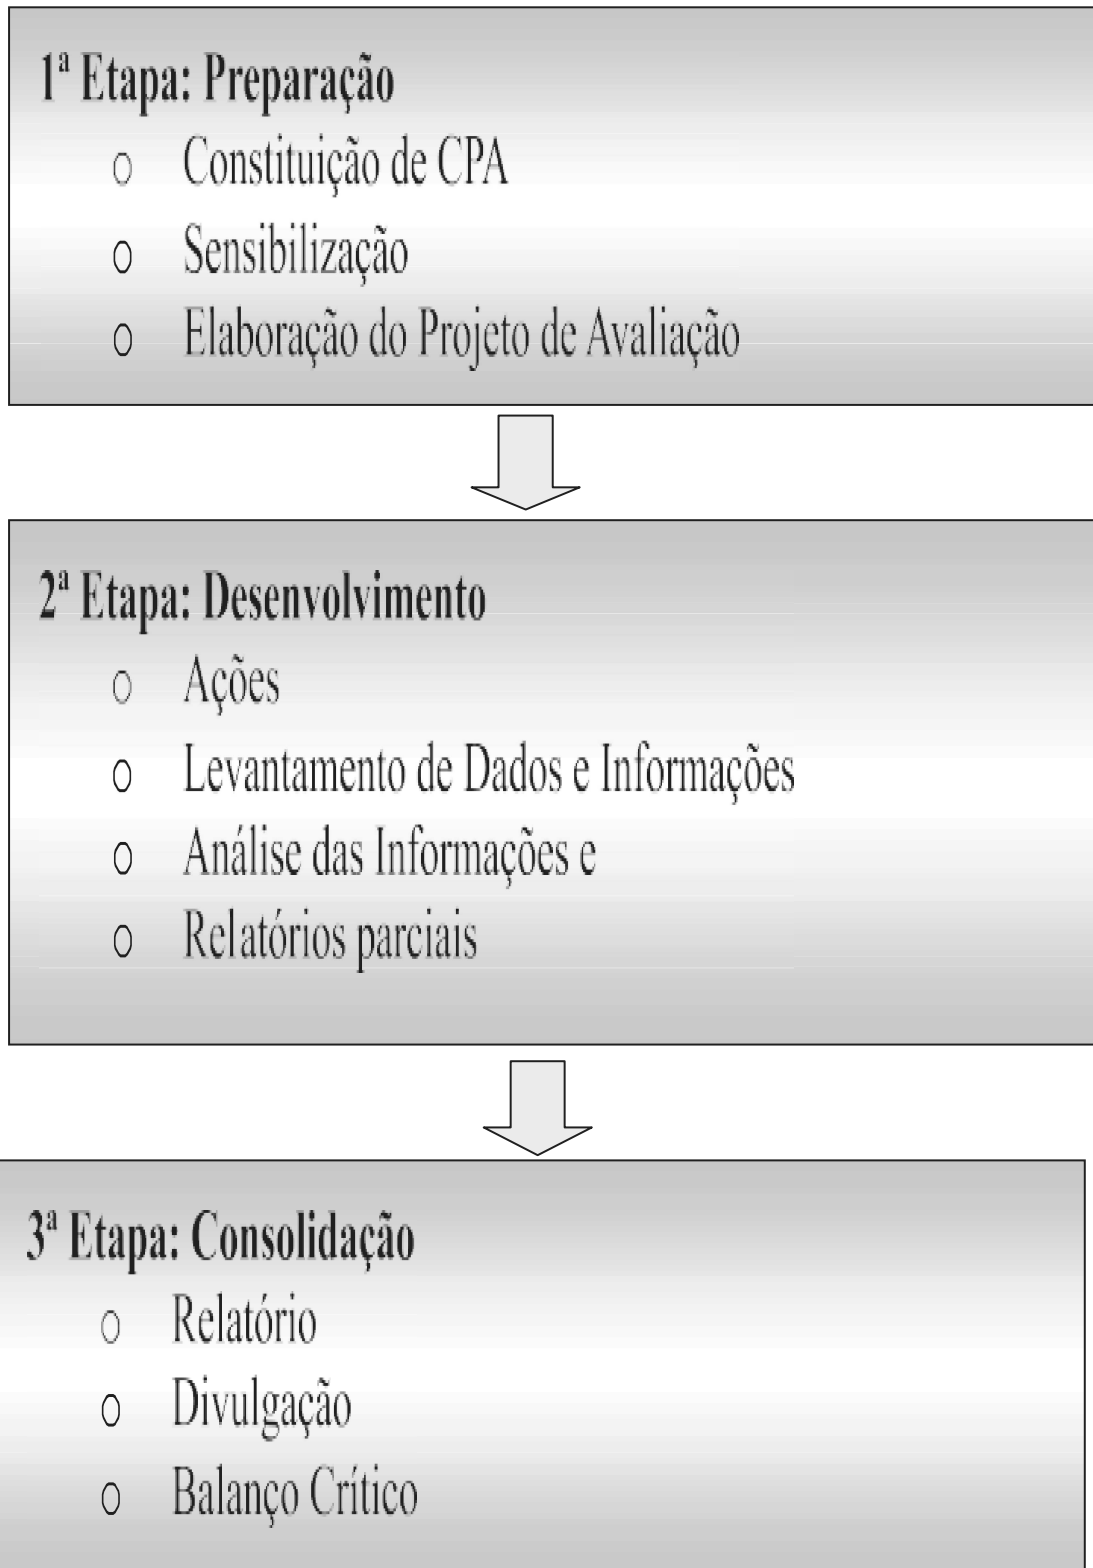 1ª Etapa: Preparação
o Constituição de CPA
o Sensibilização
o Elaboração do Projeto de Avaliação
2ª Etapa: Desenvolvimento
o Ações
o Levantamento de Dados e Informações
o Análise das Informações e
o Relatórios parciais
3ª Etapa: Consolidação
o Relatório
o Divulgação
o Balanço Crítico